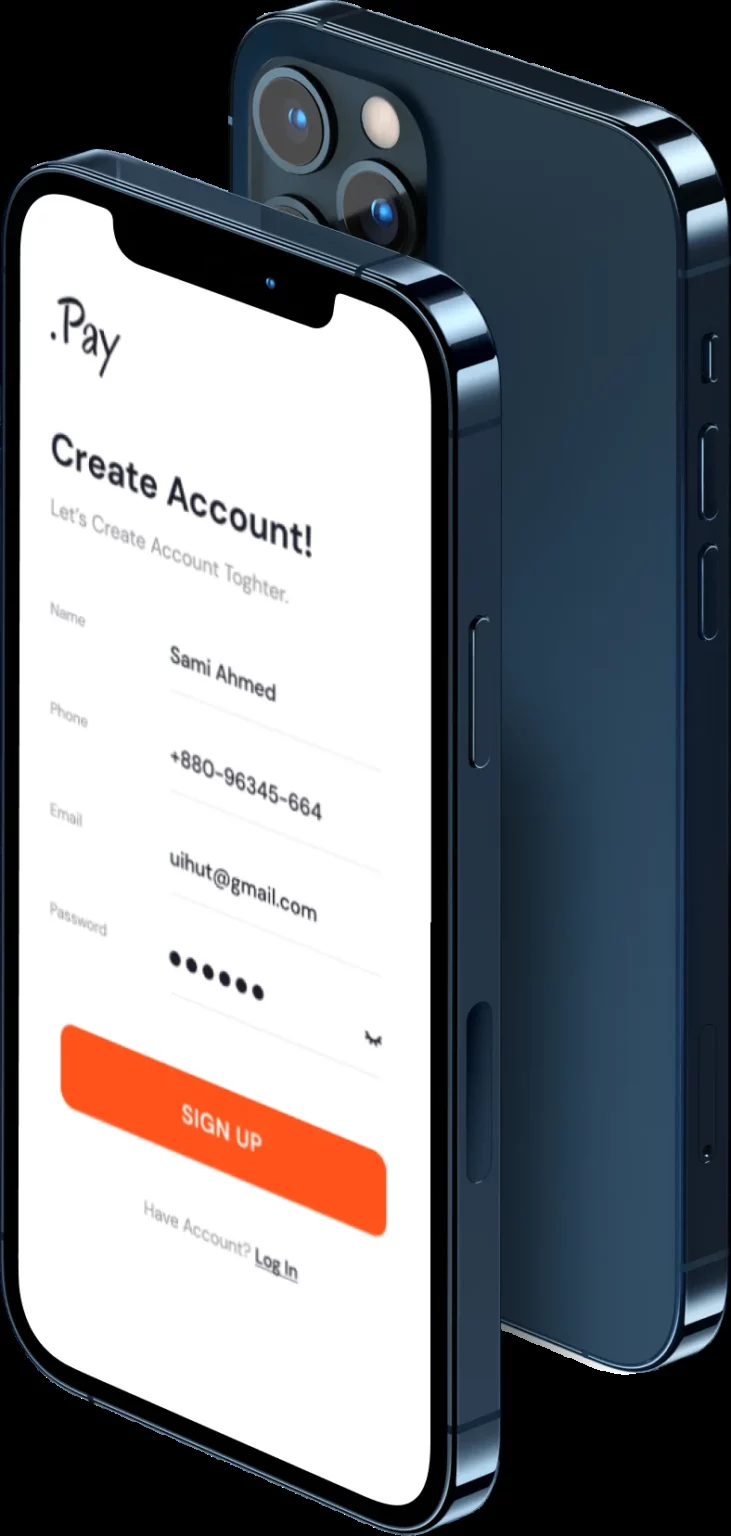 .Pay
Create Account!
Let's Create Account Toghter.
Name
Sami Ahmed
Phone
+880-96345-664
Email
uihut@gmail.com
Password
●●●●●●
SIGN UP
Have Account? Log In